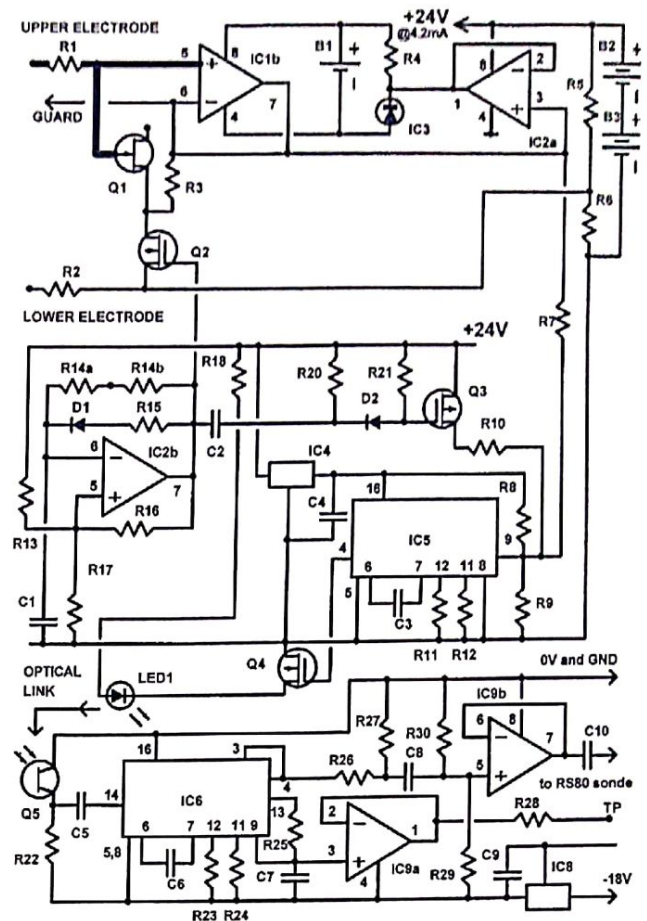 UPPER ELECTRODE
+24V
@4.2mA
R1
5
8
IC1b
B1
+
R4
B2
+
+
-
6
4
7
2
-
8
1
4
3
+
R5
B3
+
GUARD
IC3
IC2a
Q1
R3
R6
Q2
R2
LOWER ELECTRODE
R7
+24V
R14a
R14b
R18
R20
R21
Q3
D1
R15
D2
C2
R10
6
-
IC2b
IC4
5
+
7
16
R8
R16
C4
IC5
9
R13
4
R17
6
7
12
11
8
5
R9
C1
C3
Q4
R11
R12
OPTICAL
LINK
LED1
0V and GND
R27
IC9b
16
3
R30
6
-
8
7
C10
C8
R26
4
5
+
to RS80 sonde
Q5
14
IC6
13
C5
2
-
R28
TP
6
7
12
11
9
R25
1
R22
5,8
3
+
IC9a
C9
IC8
C6
C7
4
R29
-18V
R23
R24